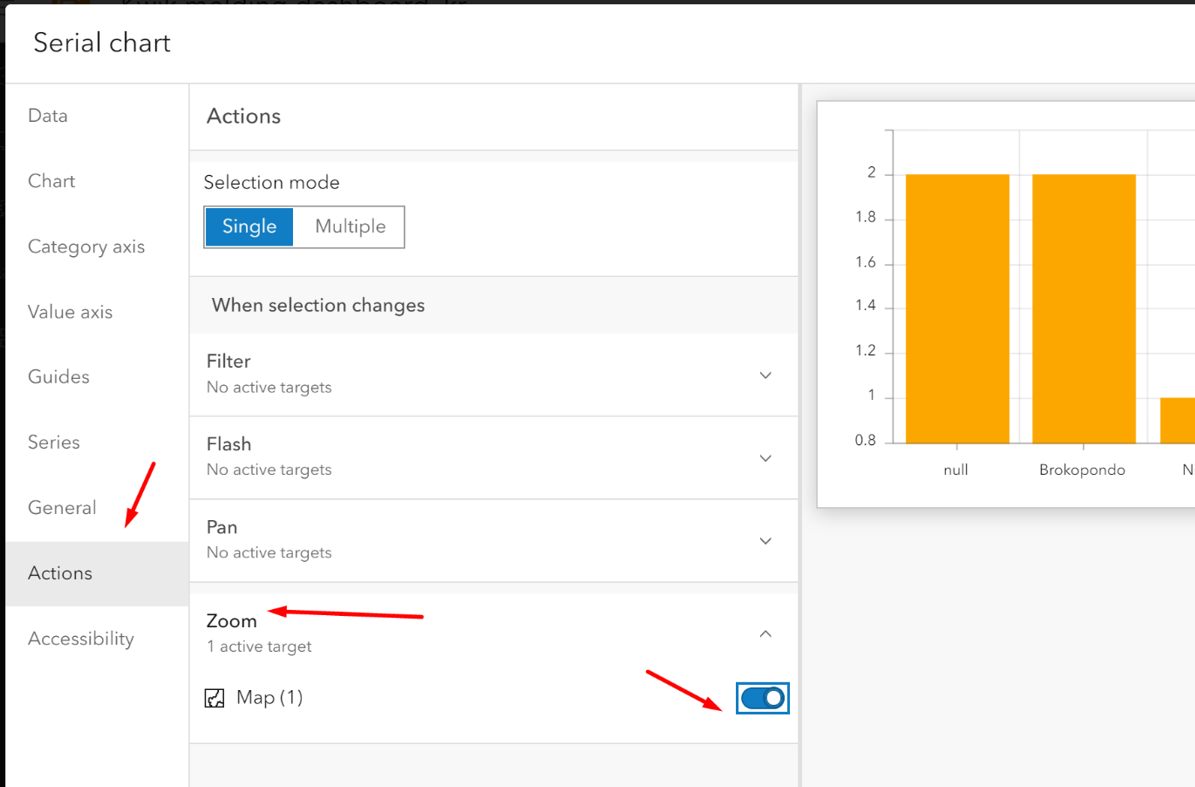 Serial chart
Data
Chart
Category axis
Value axis
Guides
Series
General
Actions
Accessibility
Actions
Selection mode
Single Multiple
When selection changes
Filter
No active targets
Flash
No active targets
Pan
No active targets
Zoom
1 active target
Map (1)
2
1.8
1.6
1.4
1.2
1
0.8
null Brokopondo